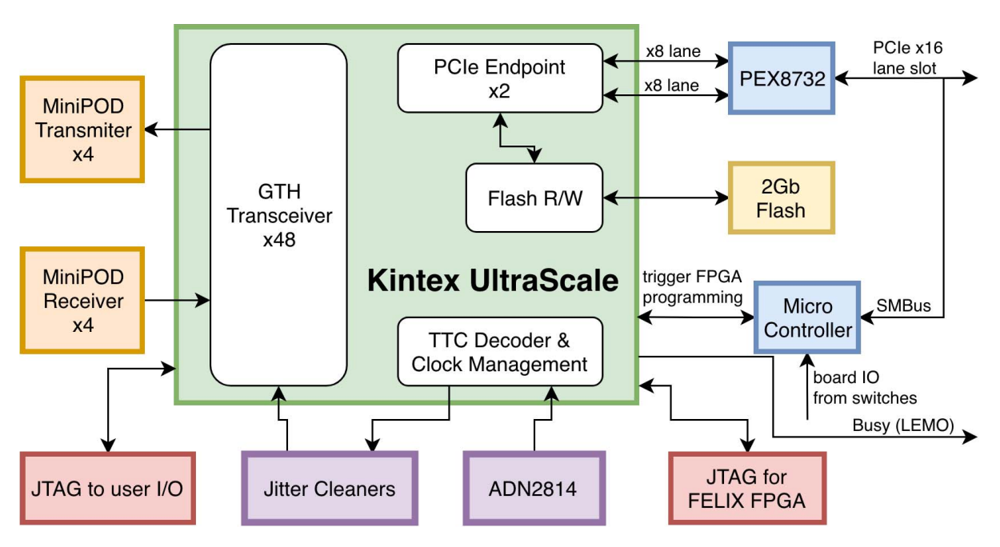 MiniPOD
Transmiter
x4
MiniPOD
Receiver
x4
GTH
Transceiver
x48
PCIe Endpoint
x2
Flash R/W
Kintex UltraScale
TTC Decoder &
Clock Management
x8 lane
x8 lane
PEX8732
PCIe x16
lane slot
2Gb
Flash
trigger FPGA
programming
Micro
Controller
SMBus
board IO
from switches
Busy (LEMO)
JTAG to user I/O
Jitter Cleaners
ADN2814
JTAG for
FELIX FPGA